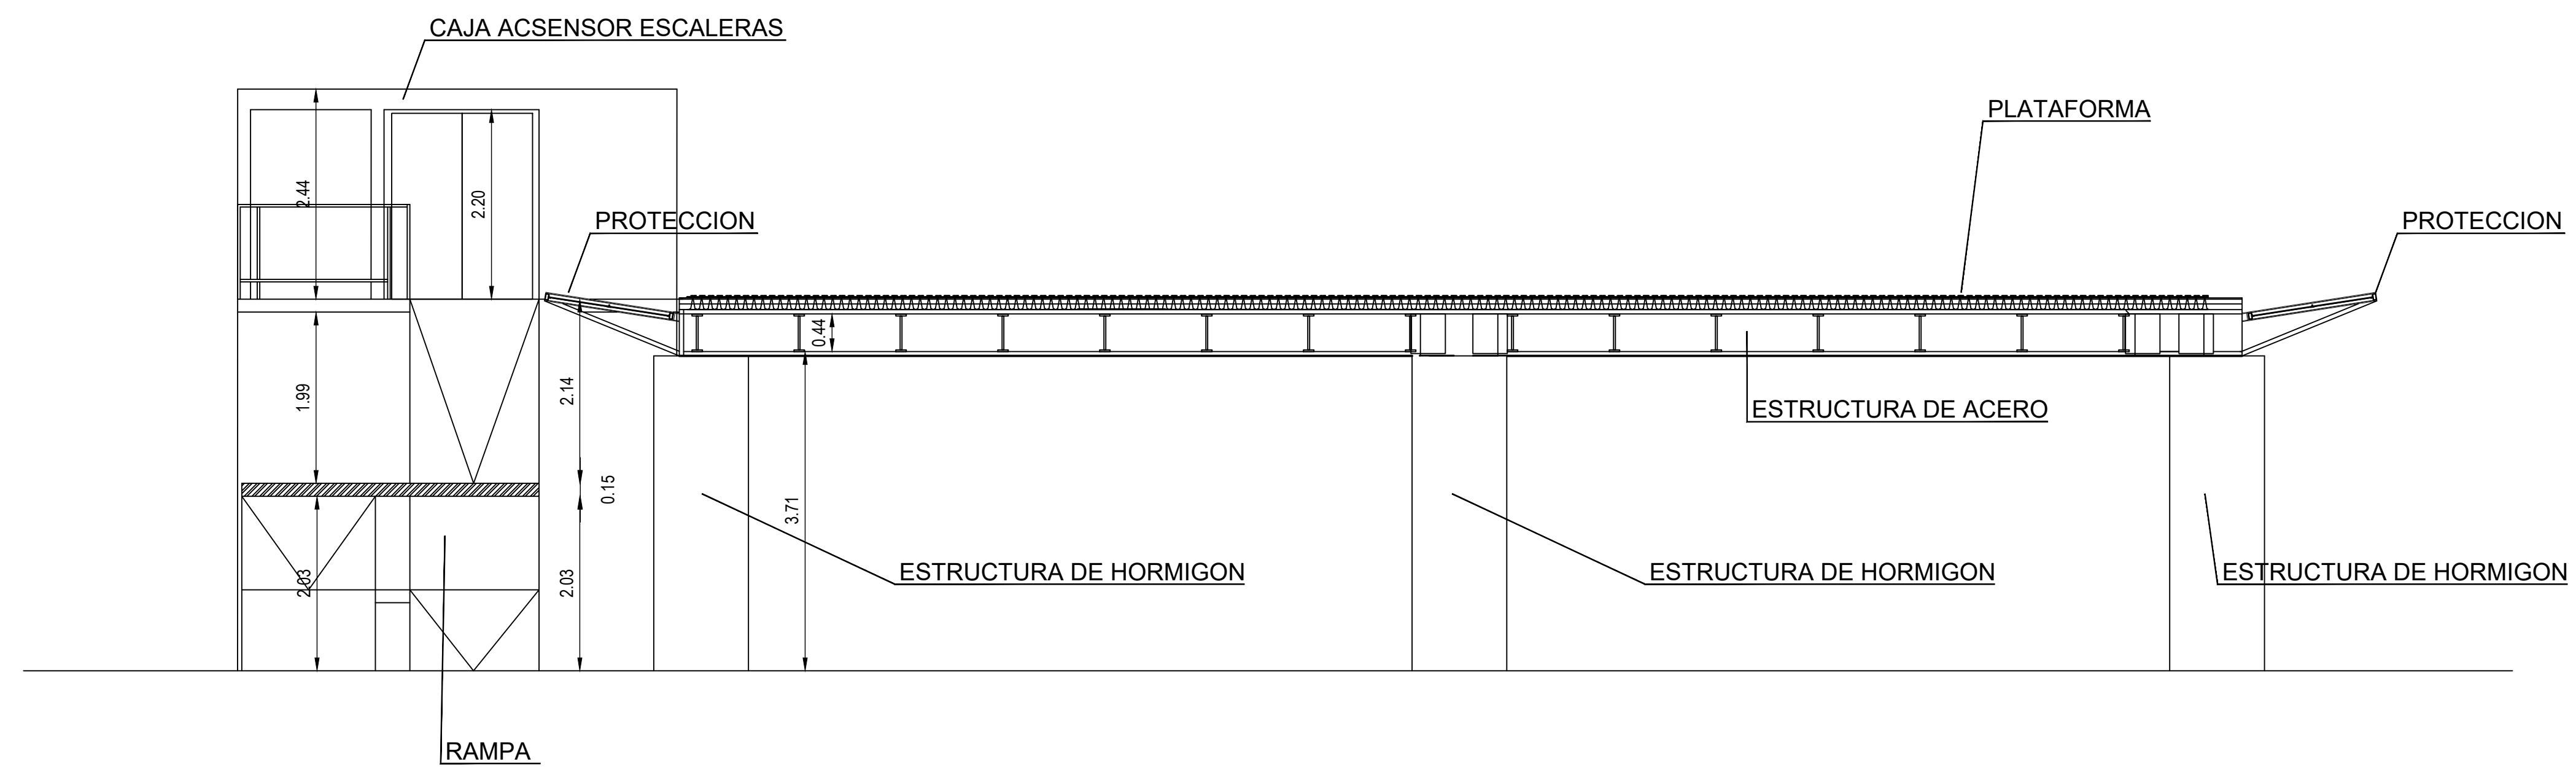 CAJA ACSENSOR ESCALERAS
PLATAFORMA
2.44
2.20
PROTECCION
PROTECCION
0.44
1.99
2.14
ESTRUCTURA DE ACERO
0.15
3.71
2.03
2.03
ESTRUCTURA DE HORMIGON
ESTRUCTURA DE HORMIGON
ESTRUCTURA DE HORMIGON
RAMPA